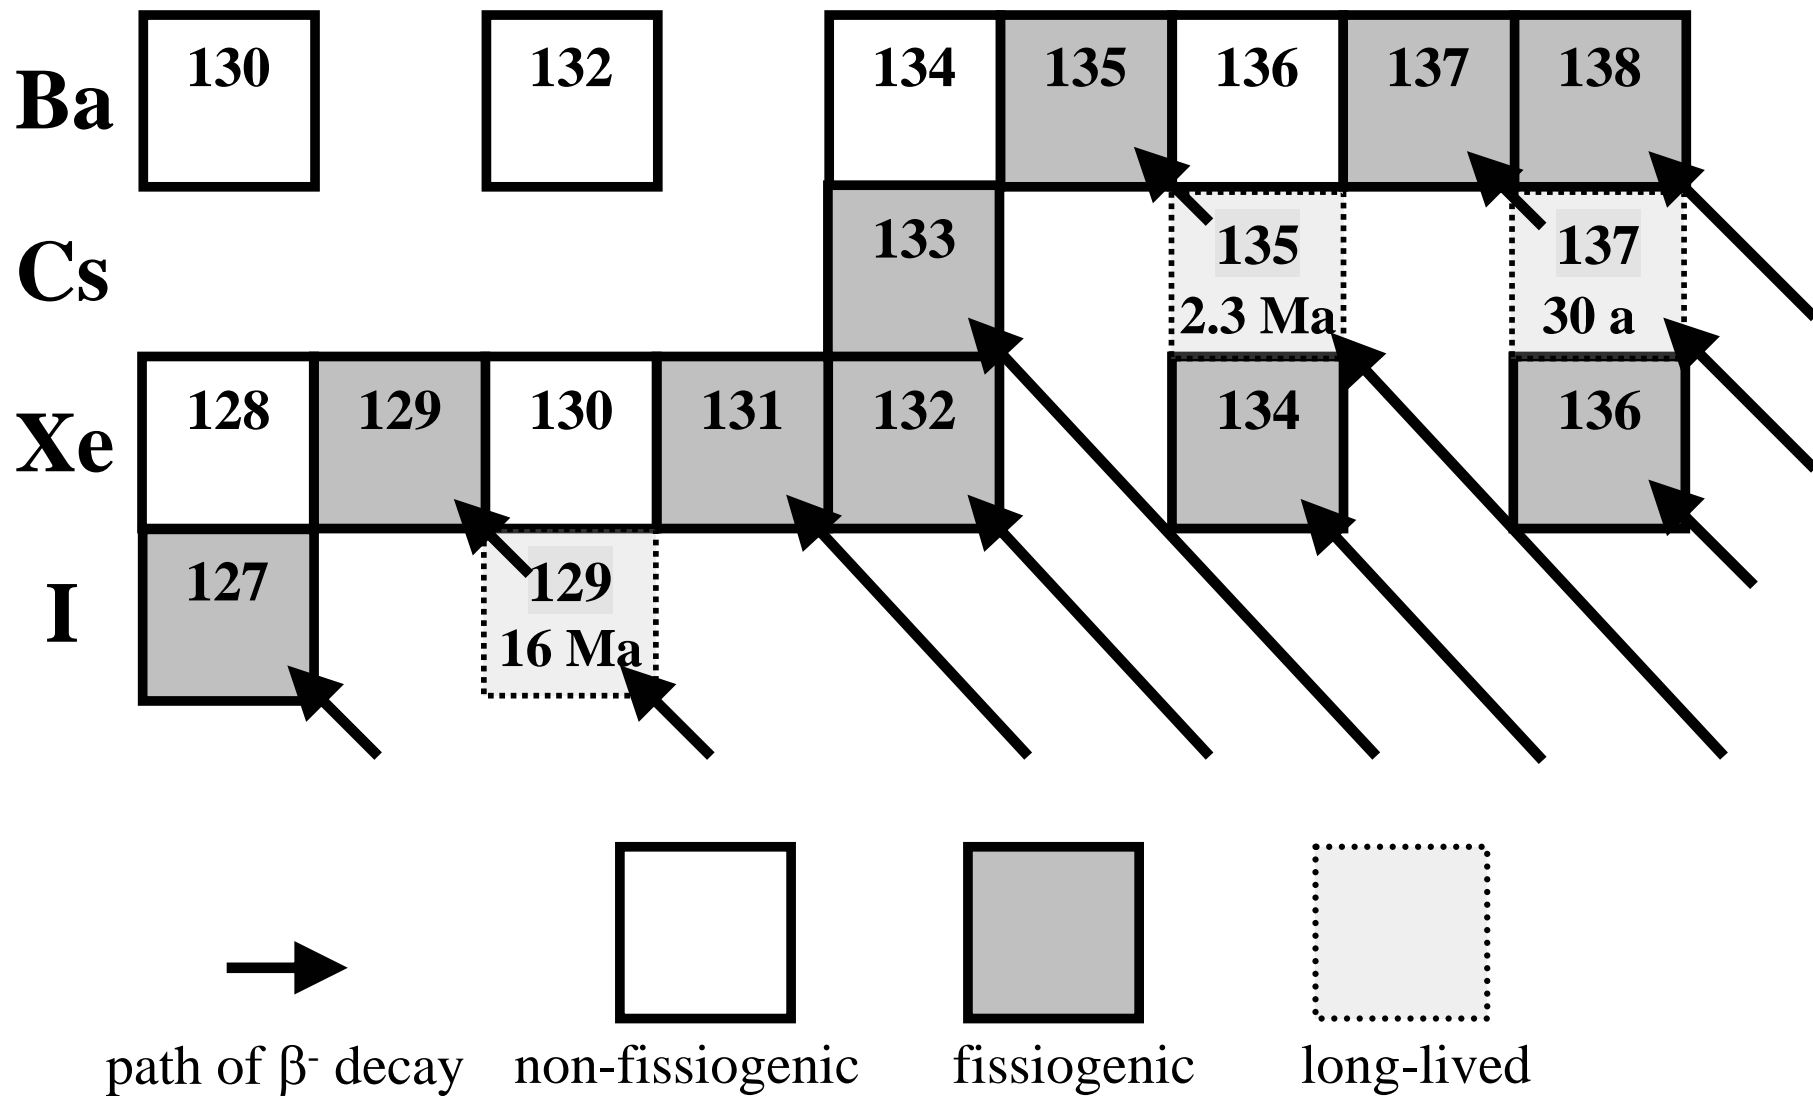 Ba 130 132 134 135 136 137 138
Cs 133 135 137
2.3 Ma 30 a
Xe 128 129 130 131 132 134 136
I 127 129
16 Ma
path of β⁻ decay non-fissiogenic fissiogenic long-lived